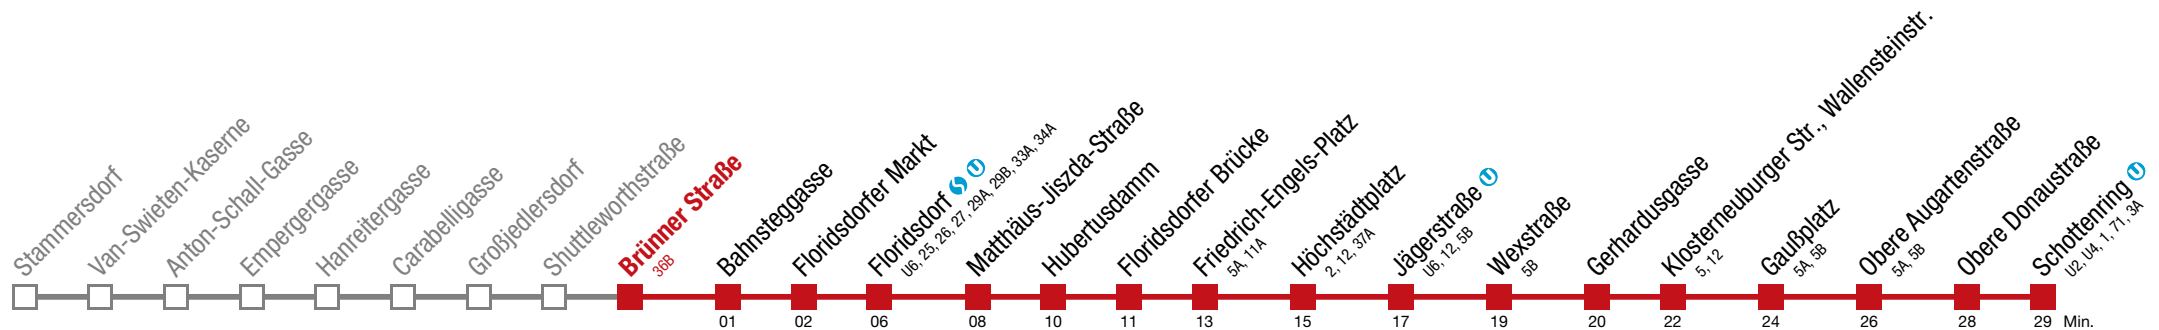 Stammersdorf
Van-Swieten-Kaserne
Anton-Schall-Gasse
Empergergasse
Hanreitergasse
Carabelligasse
Großjedlersdorf
Shuttleworthstraße
Brünner Straße
36B
Bahnsteggasse
01
Floridsdorfer Markt
02
Floridsdorf
U6, 25, 26, 27, 29A, 29B, 33A, 34A
06
Matthäus-Jiszda-Straße
08
Hubertusdamm
10
Floridsdorfer Brücke
11
Friedrich-Engels-Platz
5A, 11A
13
Höchstädtplatz
2, 12, 37A
15
Jägerstraße U
U6, 12, 5B
17
Wexstraße
5B
19
Gerhardusgasse
20
Klosterneuburger Str., Wallensteinstr.
5, 12
22
Gaußplatz
5A, 5B
24
Obere Augartenstraße
5A, 5B
26
Obere Donaustraße
28
Schottenring U
U2, U4, 1, 71, 3A
29 Min.